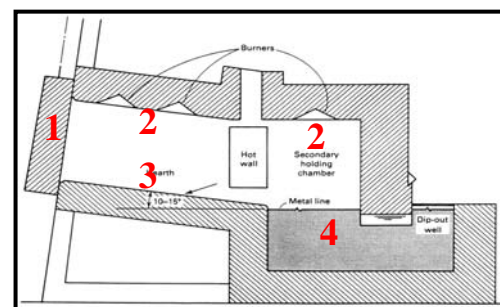 Burners
1
2
2
Hot
wall
Secondary
holding
chamber
3
earth
10–15°
Metal line
4
Dip-out
well